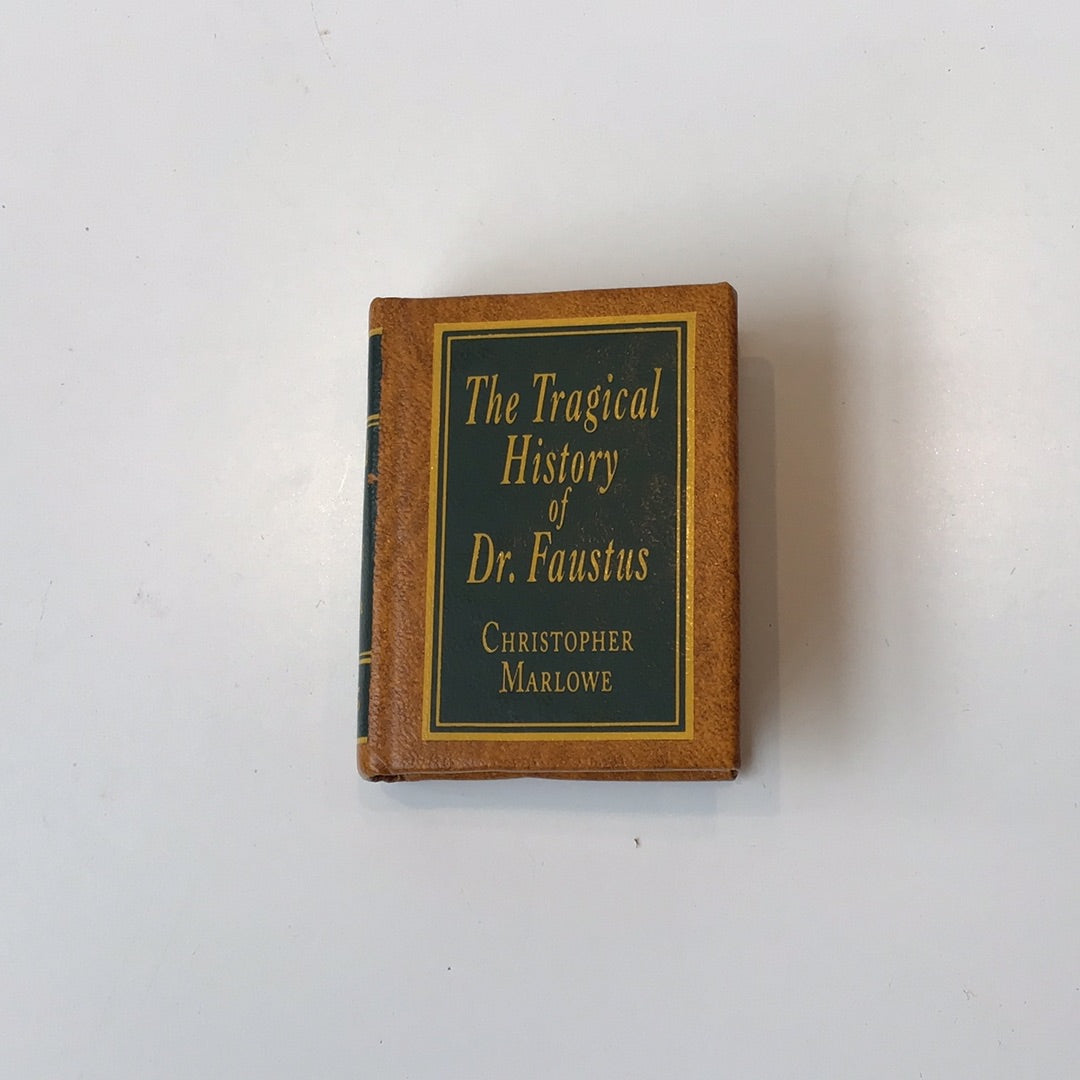 The Tragical
History
of
Dr. Faustus
CHRISTOPHER
MARLOWE